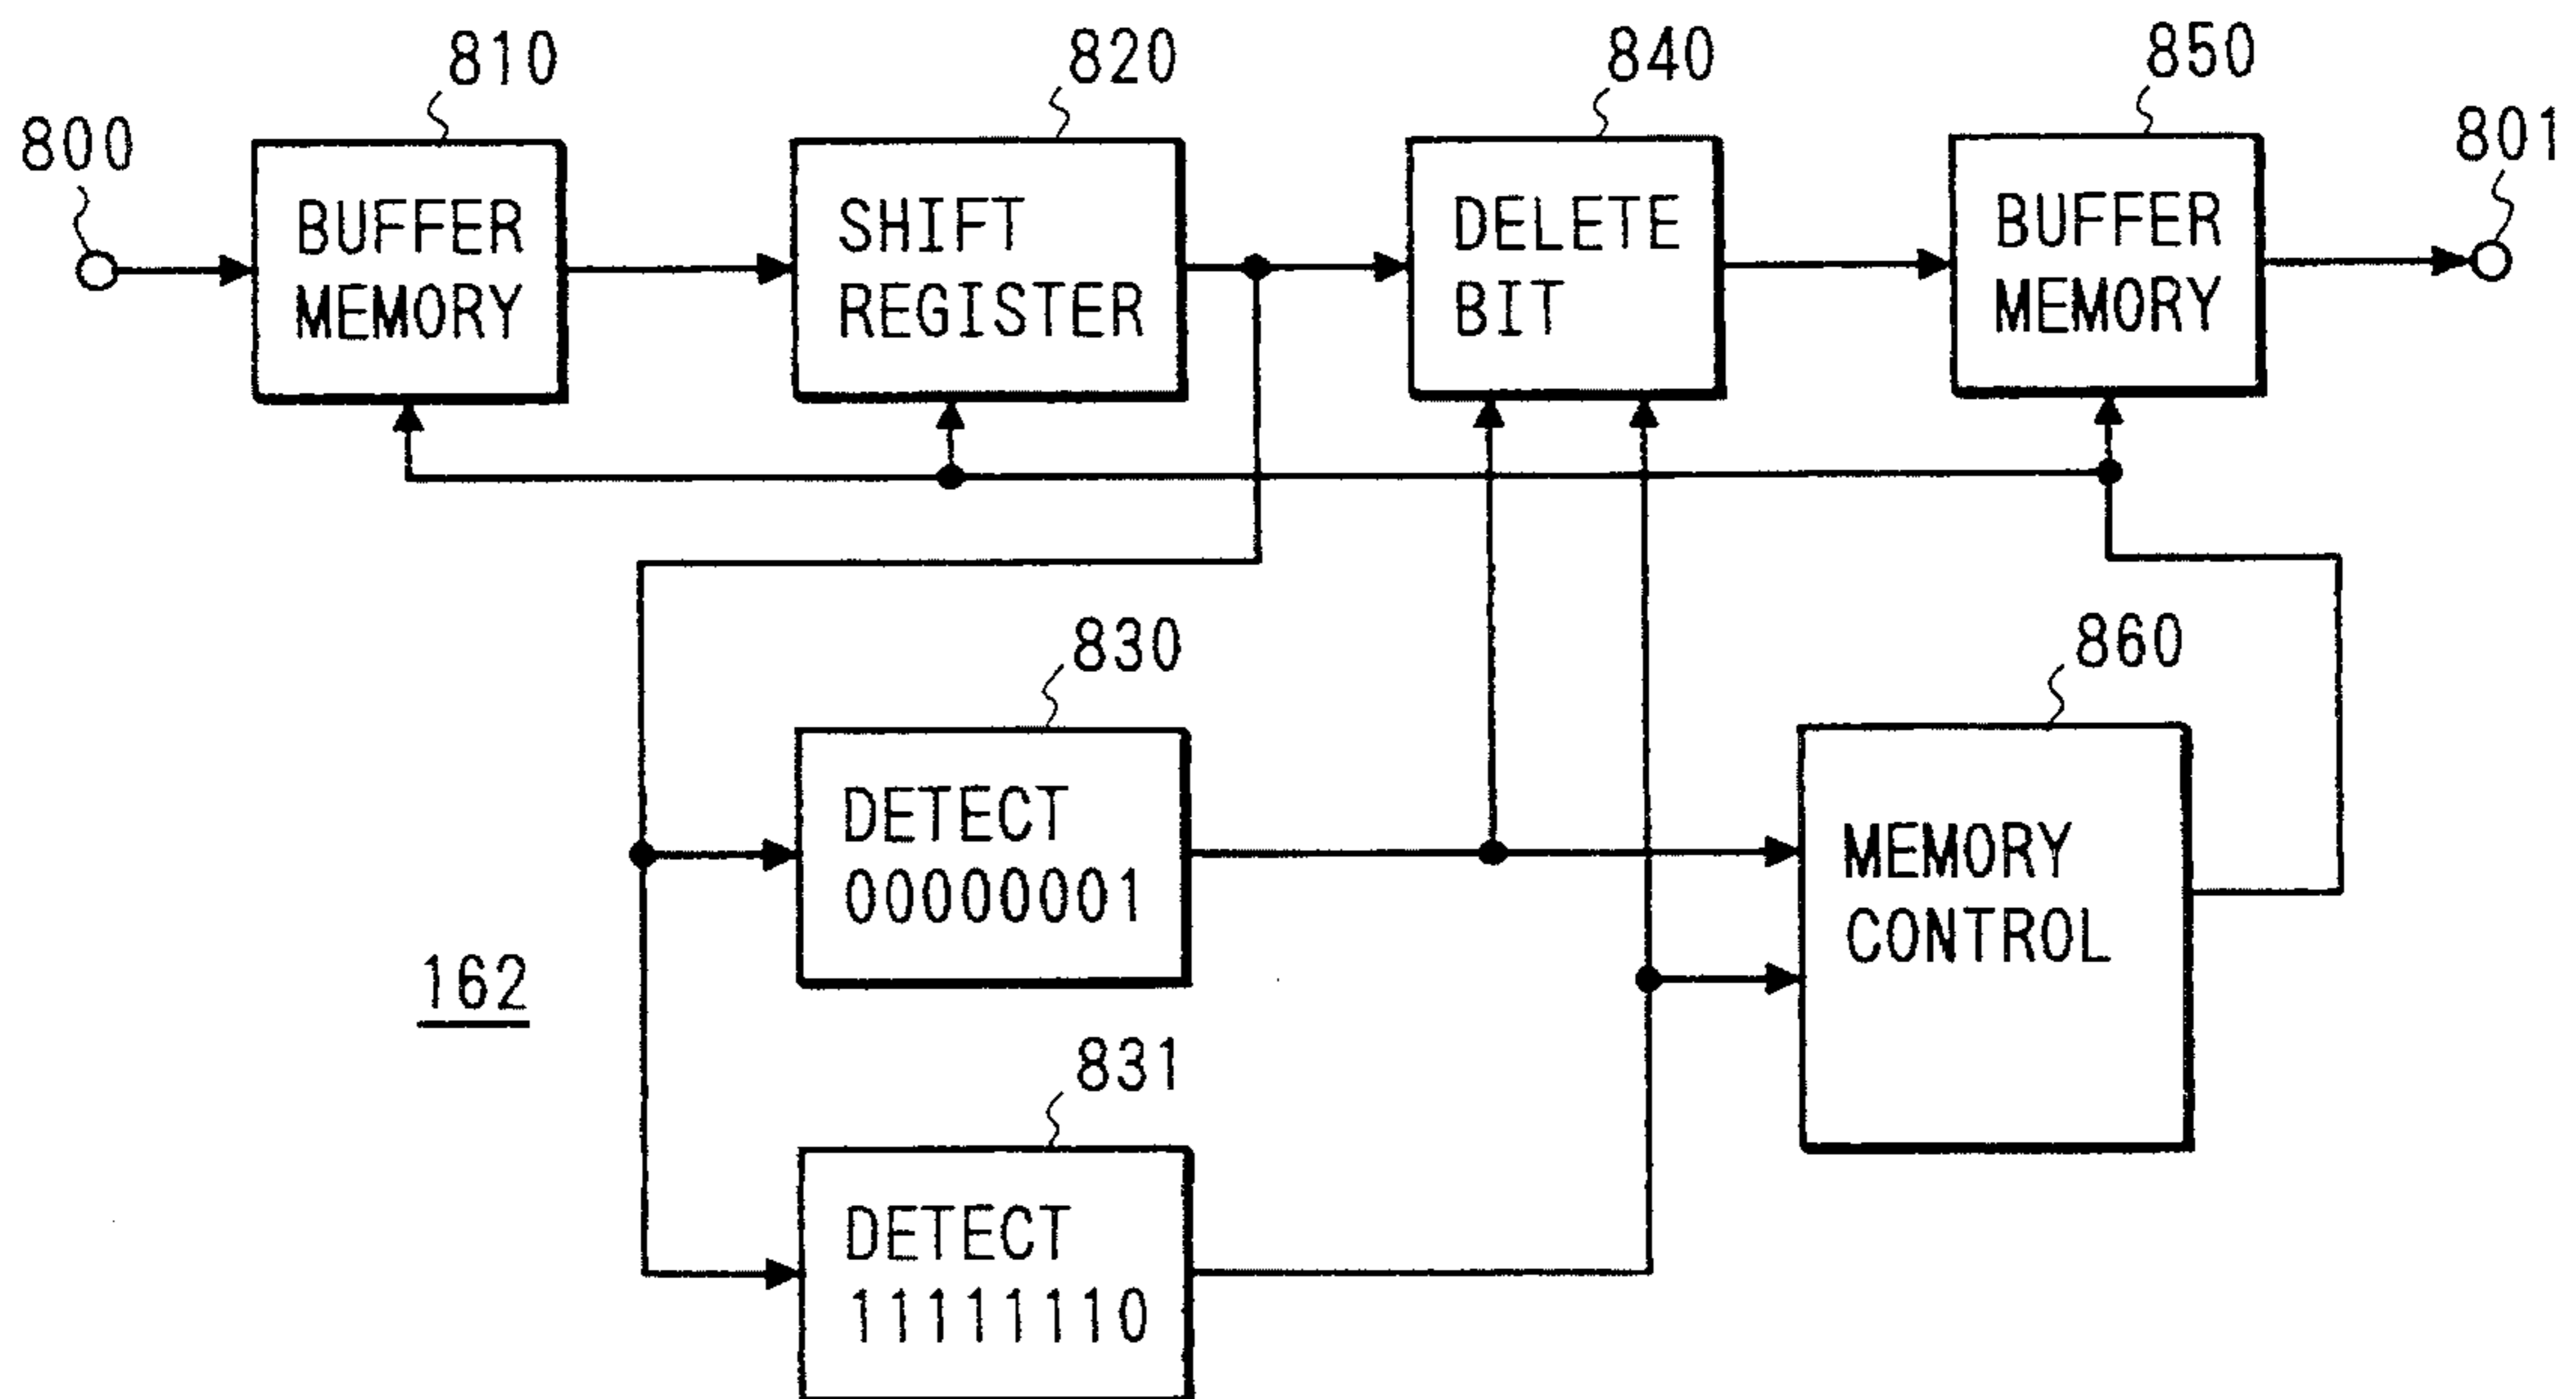 810
820
840
850
800
801
BUFFER
MEMORY
SHIFT
REGISTER
DELETE
BIT
BUFFER
MEMORY
830
860
DETECT
00000001
MEMORY
CONTROL
162
831
DETECT
11111110